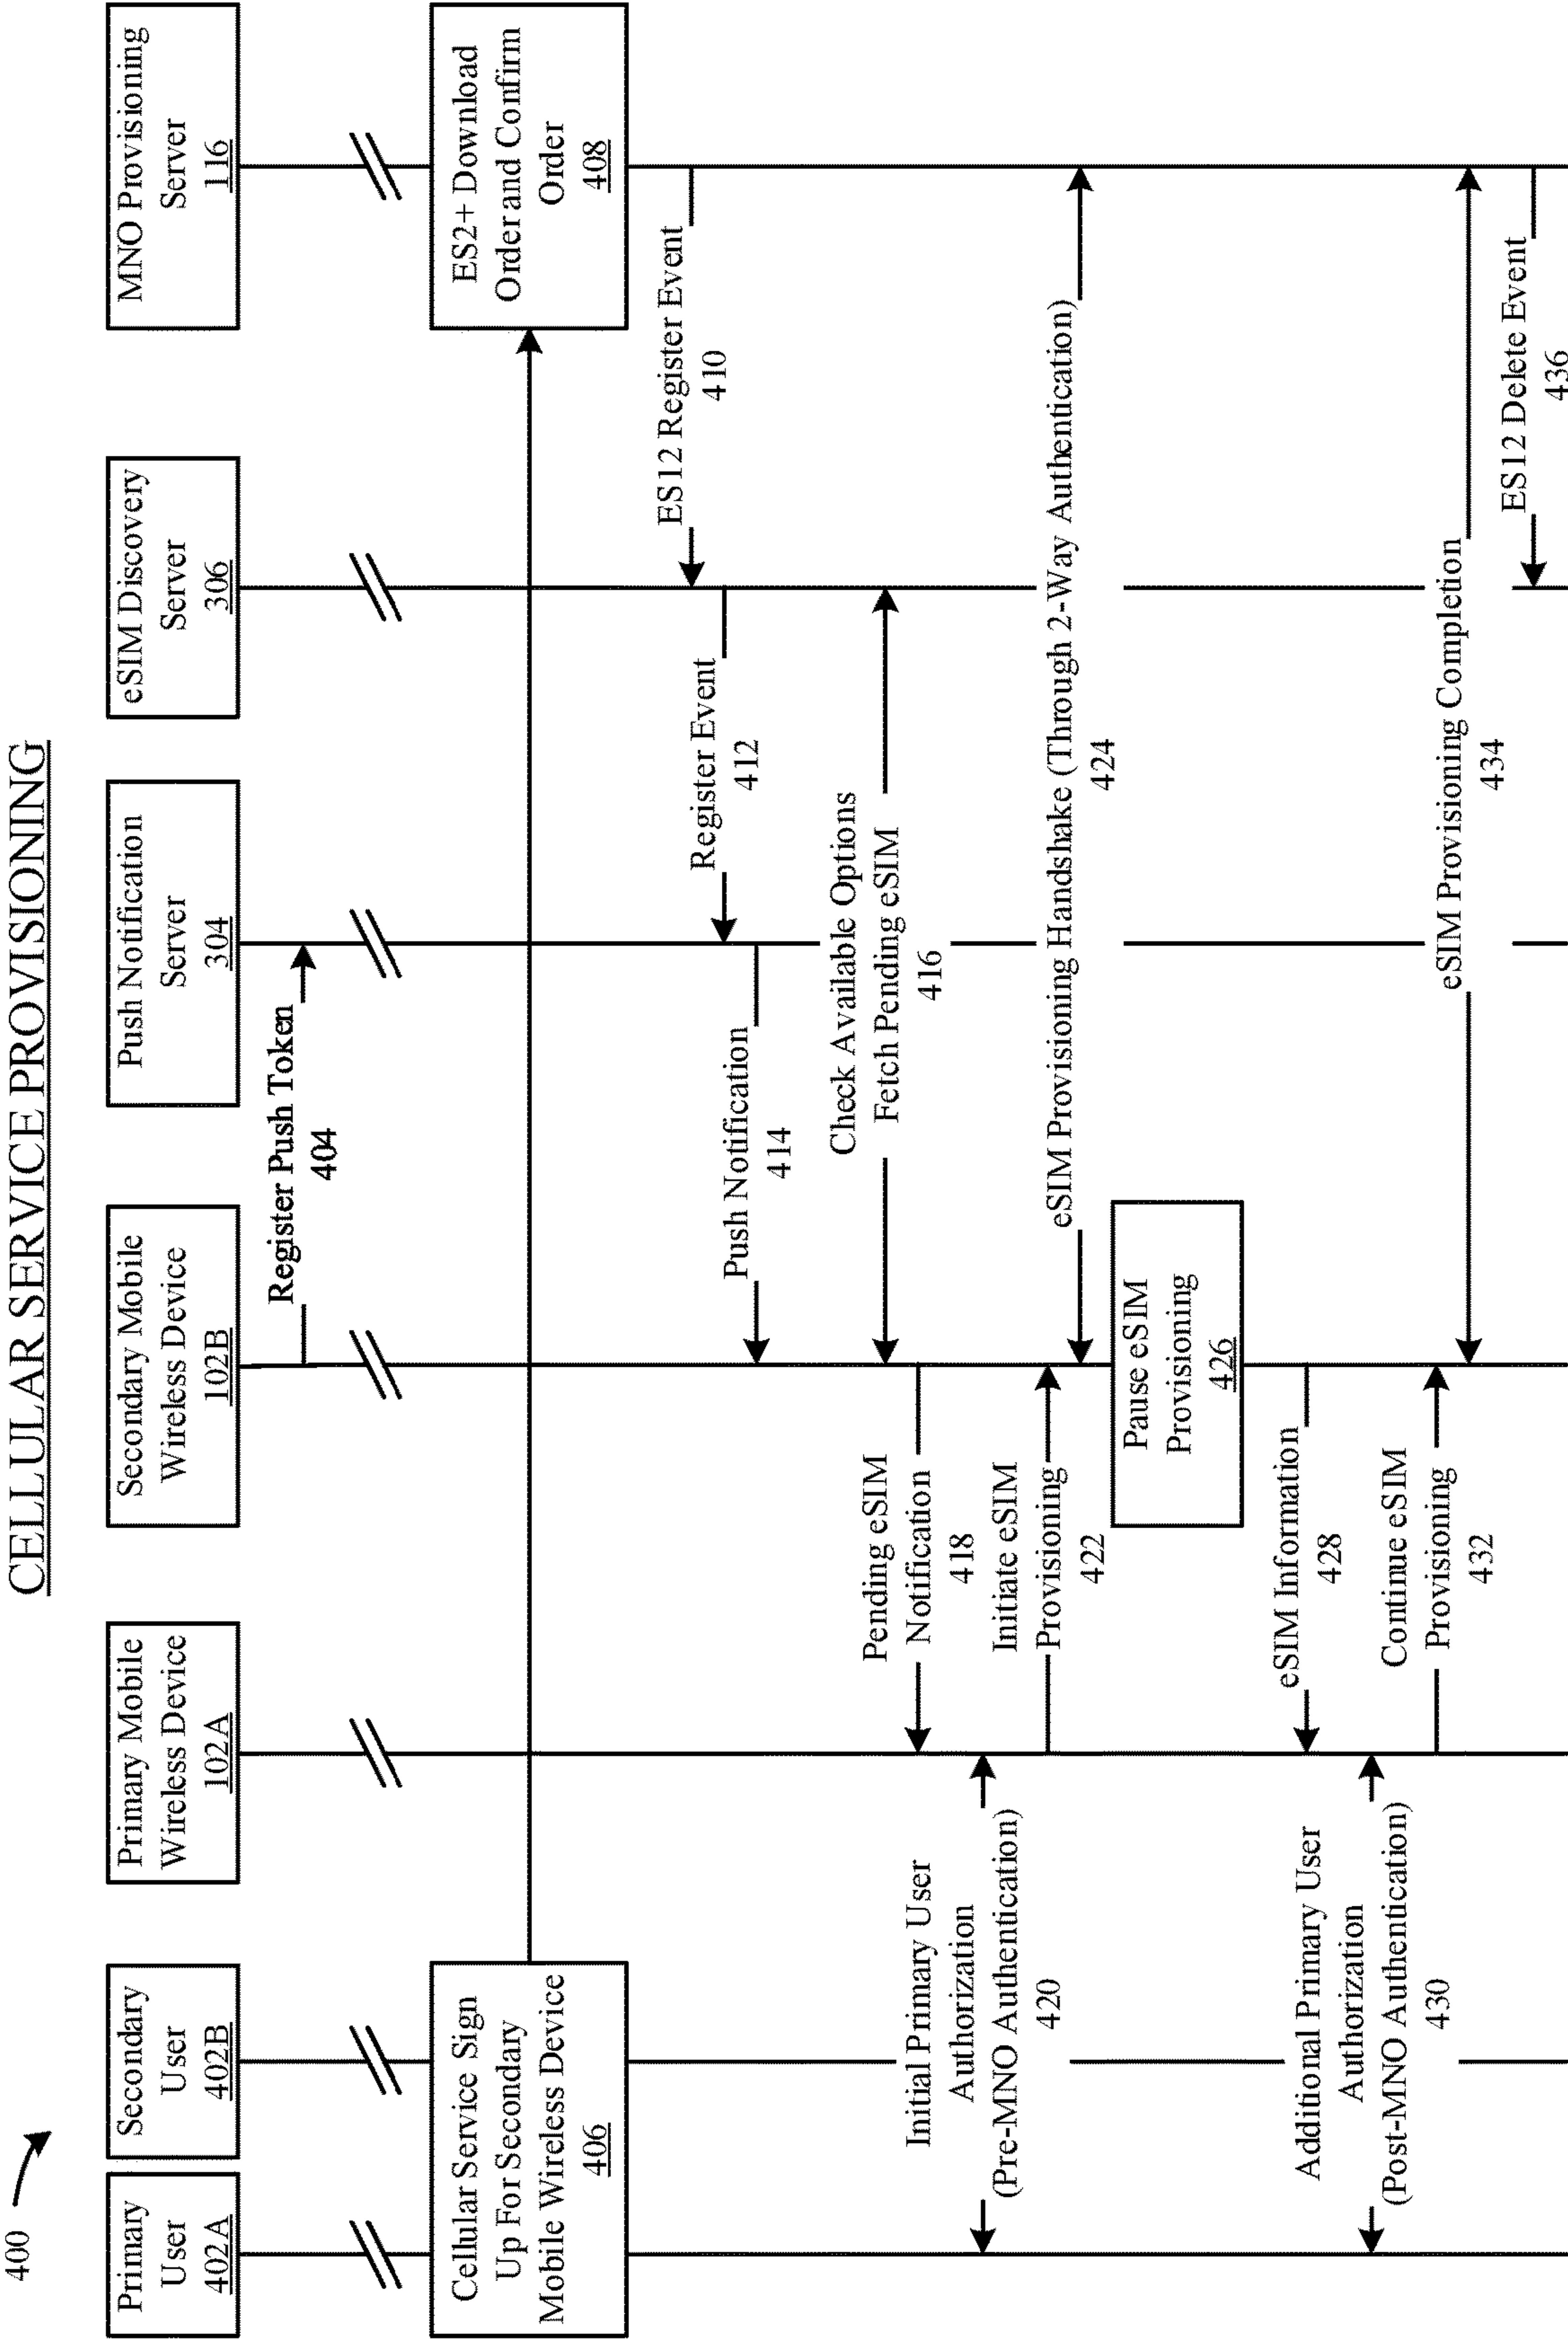 400
CELLULAR SERVICE PROVISIONING
Primary
User
402A
Secondary
User
402B
Primary Mobile
Wireless Device
102A
Secondary Mobile
Wireless Device
102B
Push Notification
Server
304
eSIM Discovery
Server
306
MNO Provisioning
Server
116
Register Push Token
404
Cellular Service Sign
Up For Secondary
Mobile Wireless Device
406
ES2+ Download
Order and Confirm
Order
408
ES12 Register Event
410
Register Event
412
Push Notification
414
Check Available Options
Fetch Pending eSIM
416
Pending eSIM
Notification
418
Initial Primary User
Authorization
(Pre-MNO Authentication)
420
Initiate eSIM
Provisioning
422
eSIM Provisioning Handshake (Through 2-Way Authentication)
424
Pause eSIM
Provisioning
426
eSIM Information
428
Additional Primary User
Authorization
(Post-MNO Authentication)
430
Continue eSIM
Provisioning
432
eSIM Provisioning Completion
434
ES12 Delete Event
436